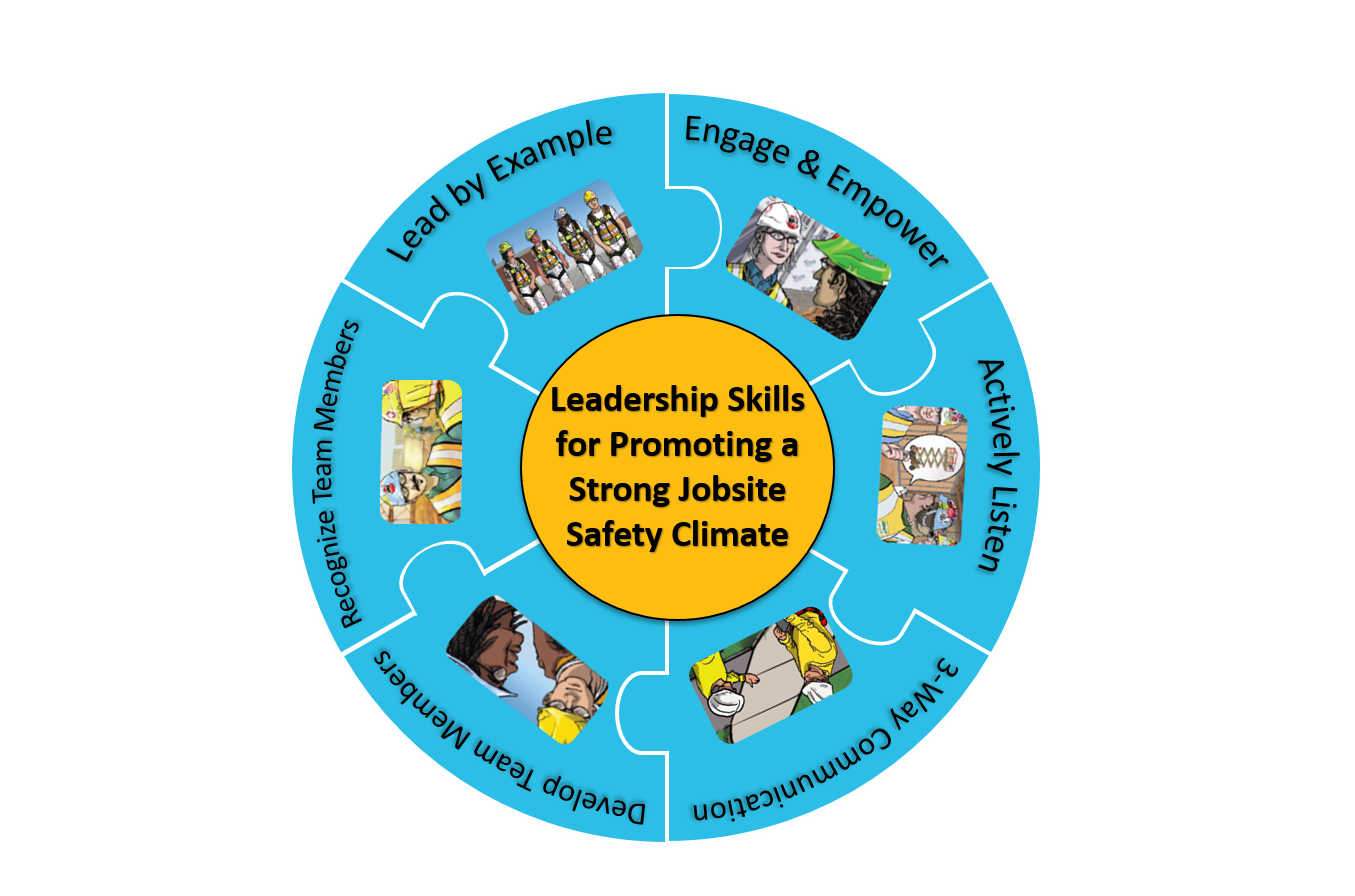 Lead by Example
Engage & Empower
Actively Listen
3-Way Communication
Develop Team Members
Recognize Team Members
Leadership Skills
for Promoting a
Strong Jobsite
Safety Climate